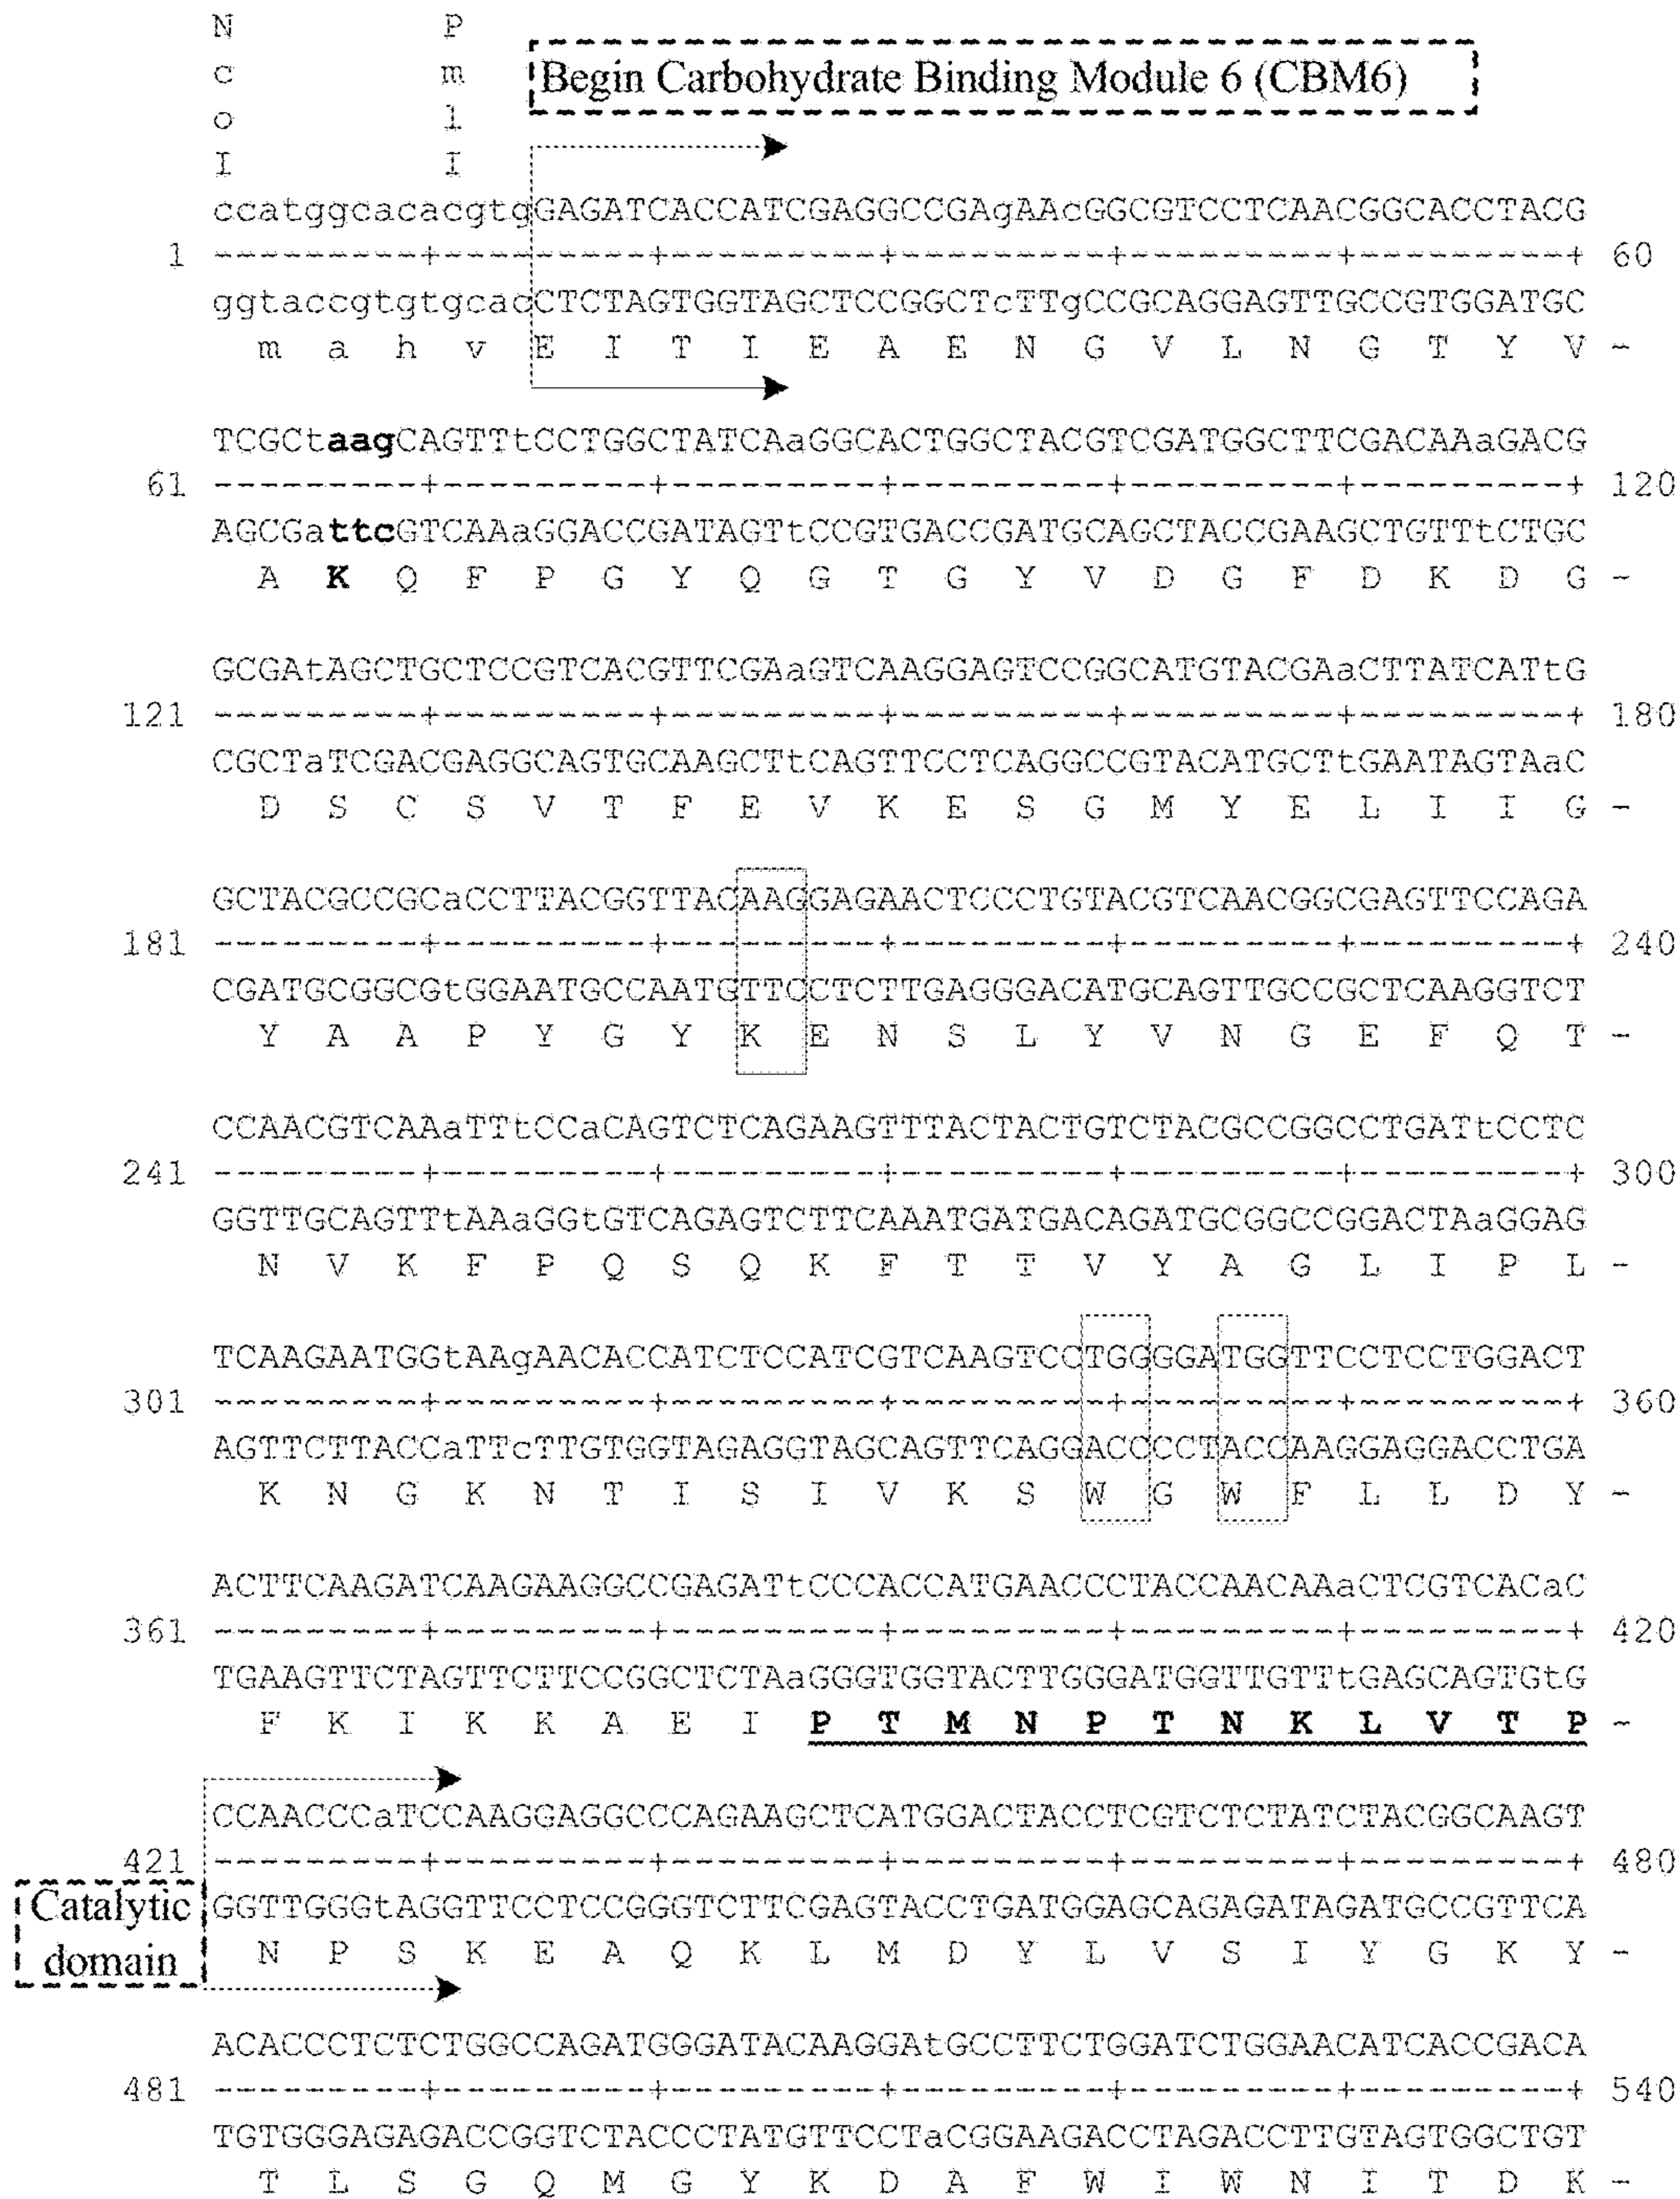 N P
c m
o l
I I
Begin Carbohydrate Binding Module 6 (CBM6)
ccatggcacacgtgGAGATCACCATCGAGGCCGAgAAcGGCGTCCTCAACGGCACCTACG
1 ---------+---------+---------+---------+---------+---------+ 60
ggtaccgtgtgcacCTCTAGTGGTAGCTCCGGCTcTTgCCGCAGGAGTTGCCGTGGATGC
m a h v E I T I E A E N G V L N G T Y V -
TCGCtaagCAGTTtCCTGGCTATCAaGGCACTGGCTACGTCGATGGCTTCGACAAaGACG
61 ---------+---------+---------+---------+---------+---------+ 120
AGCGattcGTCAAaGGACCGATAGTtCCGTGACCGATGCAGCTACCGAAGCTGTTtCTGC
A K Q F P G Y Q G T G Y V D G F D K D G -
GCGAtAGCTGCTCCGTCACGTTCGAaGTCAAGGAGTCCGGCATGTACGAaCTTATCATtG
121 ---------+---------+---------+---------+---------+---------+ 180
CGCTaTCGACGAGGCAGTGCAAGCTtCAGTTCCTCAGGCCGTACATGCTtGAATAGTAaC
D S C S V T F E V K E S G M Y E L I I G -
GCTACGCCGCaCCTTACGGTTACAAGGAGAACTCCCTGTACGTCAACGGCGAGTTCCAGA
181 ---------+---------+---------+---------+---------+---------+ 240
CGATGCGGCGtGGAATGCCAATGTTCCTCTTGAGGGACATGCAGTTGCCGCTCAAGGTCT
Y A A P Y G Y K E N S L Y V N G E F Q T -
CCAACGTCAAaTTtCCaCAGTCTCAGAAGTTTACTACTGTCTACGCCGGCCTGATtCCTC
241 ---------+---------+---------+---------+---------+---------+ 300
GGTTGCAGTTtAAaGGtGTCAGAGTCTTCAAATGATGACAGATGCGGCCGGACTAaGGAG
N V K F P Q S Q K F T T V Y A G L I P L -
TCAAGAATGGtAAgAACACCATCTCCATCGTCAAGTCCTGGGGATGGTTCCTCCTGGACT
301 ---------+---------+---------+---------+---------+---------+ 360
AGTTCTTACCaTTcTTGTGGTAGAGGTAGCAGTTCAGGACCCCTACCAAGGAGGACCTGA
K N G K N T I S I V K S W G W F L L D Y -
ACTTCAAGATCAAGAAGGCCGAGATtCCCACCATGAACCCTACCAACAAaCTCGTCACaC
361 ---------+---------+---------+---------+---------+---------+ 420
TGAAGTTCTAGTTCTTCCGGCTCTAaGGGTGGTACTTGGGATGGTTGTTtGAGCAGTGtG
F K I K K A E I P T M N P T N K L V T P -
CCAACCCaTCCAAGGAGGCCCAGAAGCTCATGGACTACCTCGTCTCTATCTACGGCAAGT
421 ---------+---------+---------+---------+---------+---------+ 480
Catalytic
domain
GGTTGGGtAGGTTCCTCCGGGTCTTCGAGTACCTGATGGAGCAGAGATAGATGCCGTTCA
N P S K E A Q K L M D Y L V S I Y G K Y -
ACACCCTCTCTGGCCAGATGGGATACAAGGAtGCCTTCTGGATCTGGAACATCACCGACA
481 ---------+---------+---------+---------+---------+---------+ 540
TGTGGGAGAGACCGGTCTACCCTATGTTCCTaCGGAAGACCTAGACCTTGTAGTGGCTGT
T L S G Q M G Y K D A F W I W N I T D K -